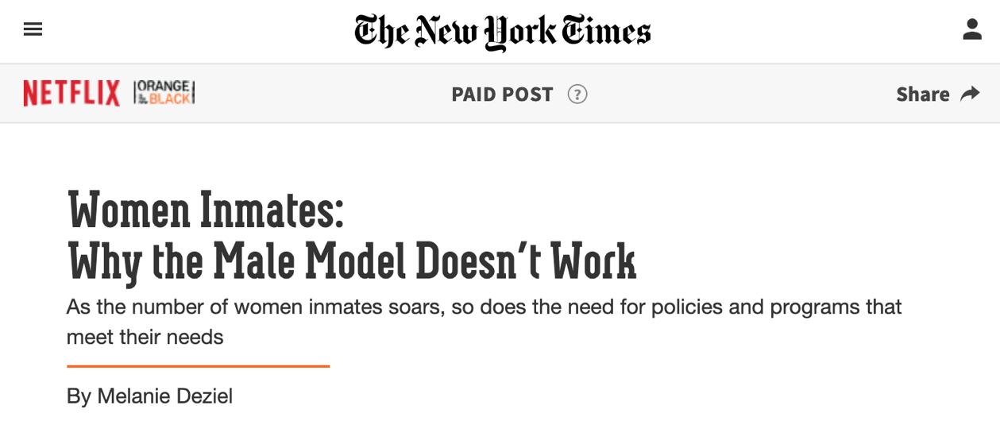 The New York Times
NETFLIX ORANGE is the BLACK PAID POST ? Share
Women Inmates:
Why the Male Model Doesn't Work
As the number of women inmates soars, so does the need for policies and programs that
meet their needs
By Melanie Deziel